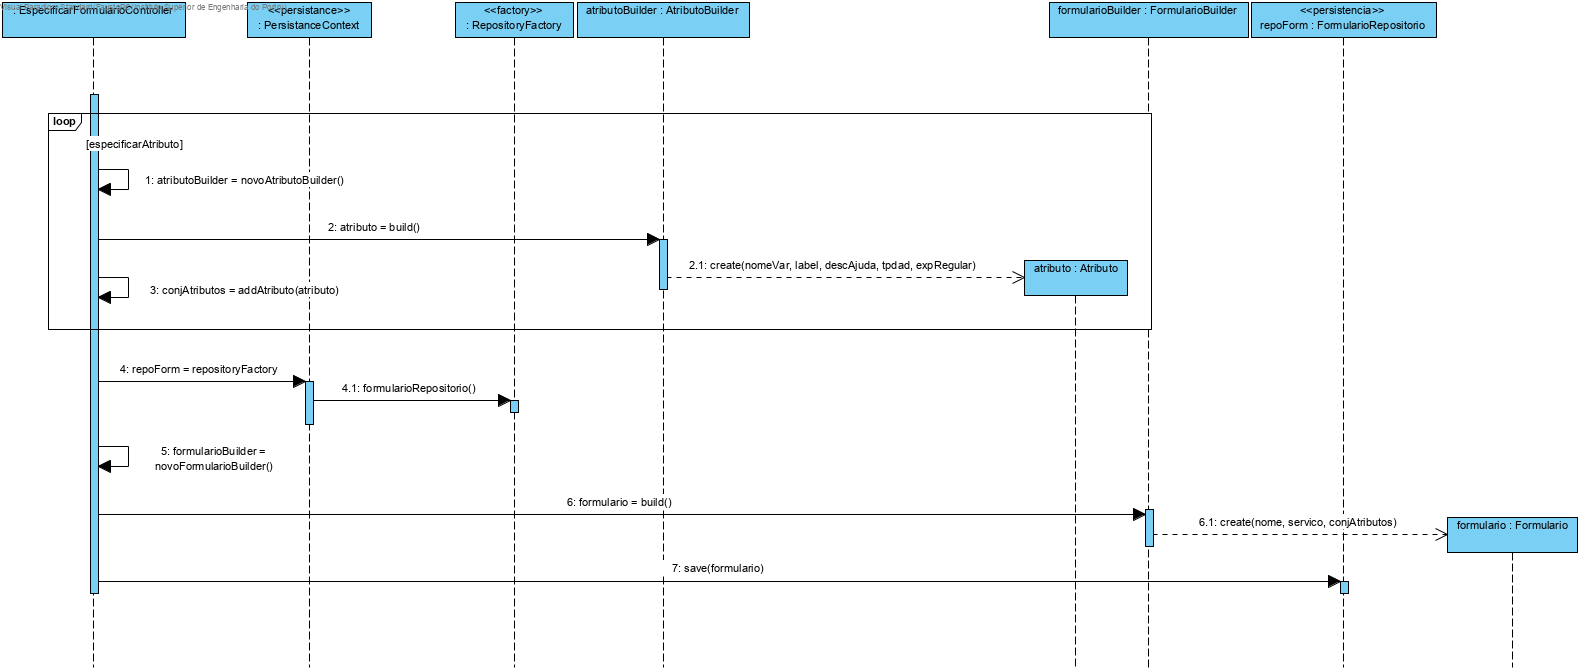 : EspecificarFormularioController
<<persistance>>
: PersistanceContext
<<factory>>
: RepositoryFactory
atributoBuilder : AtributoBuilder
formularioBuilder : FormularioBuilder
<<persistencia>>
repoForm : FormularioRepositorio
loop
[especificarAtributo]
1: atributoBuilder = novoAtributoBuilder()
2: atributo = build()
2.1: create(nomeVar, label, descAjuda, tpdad, expRegular)
atributo : Atributo
3: conjAtributos = addAtributo(atributo)
4: repoForm = repositoryFactory
4.1: formularioRepositorio()
5: formularioBuilder =
novoFormularioBuilder()
6: formulario = build()
6.1: create(nome, servico, conjAtributos)
formulario : Formulario
7: save(formulario)